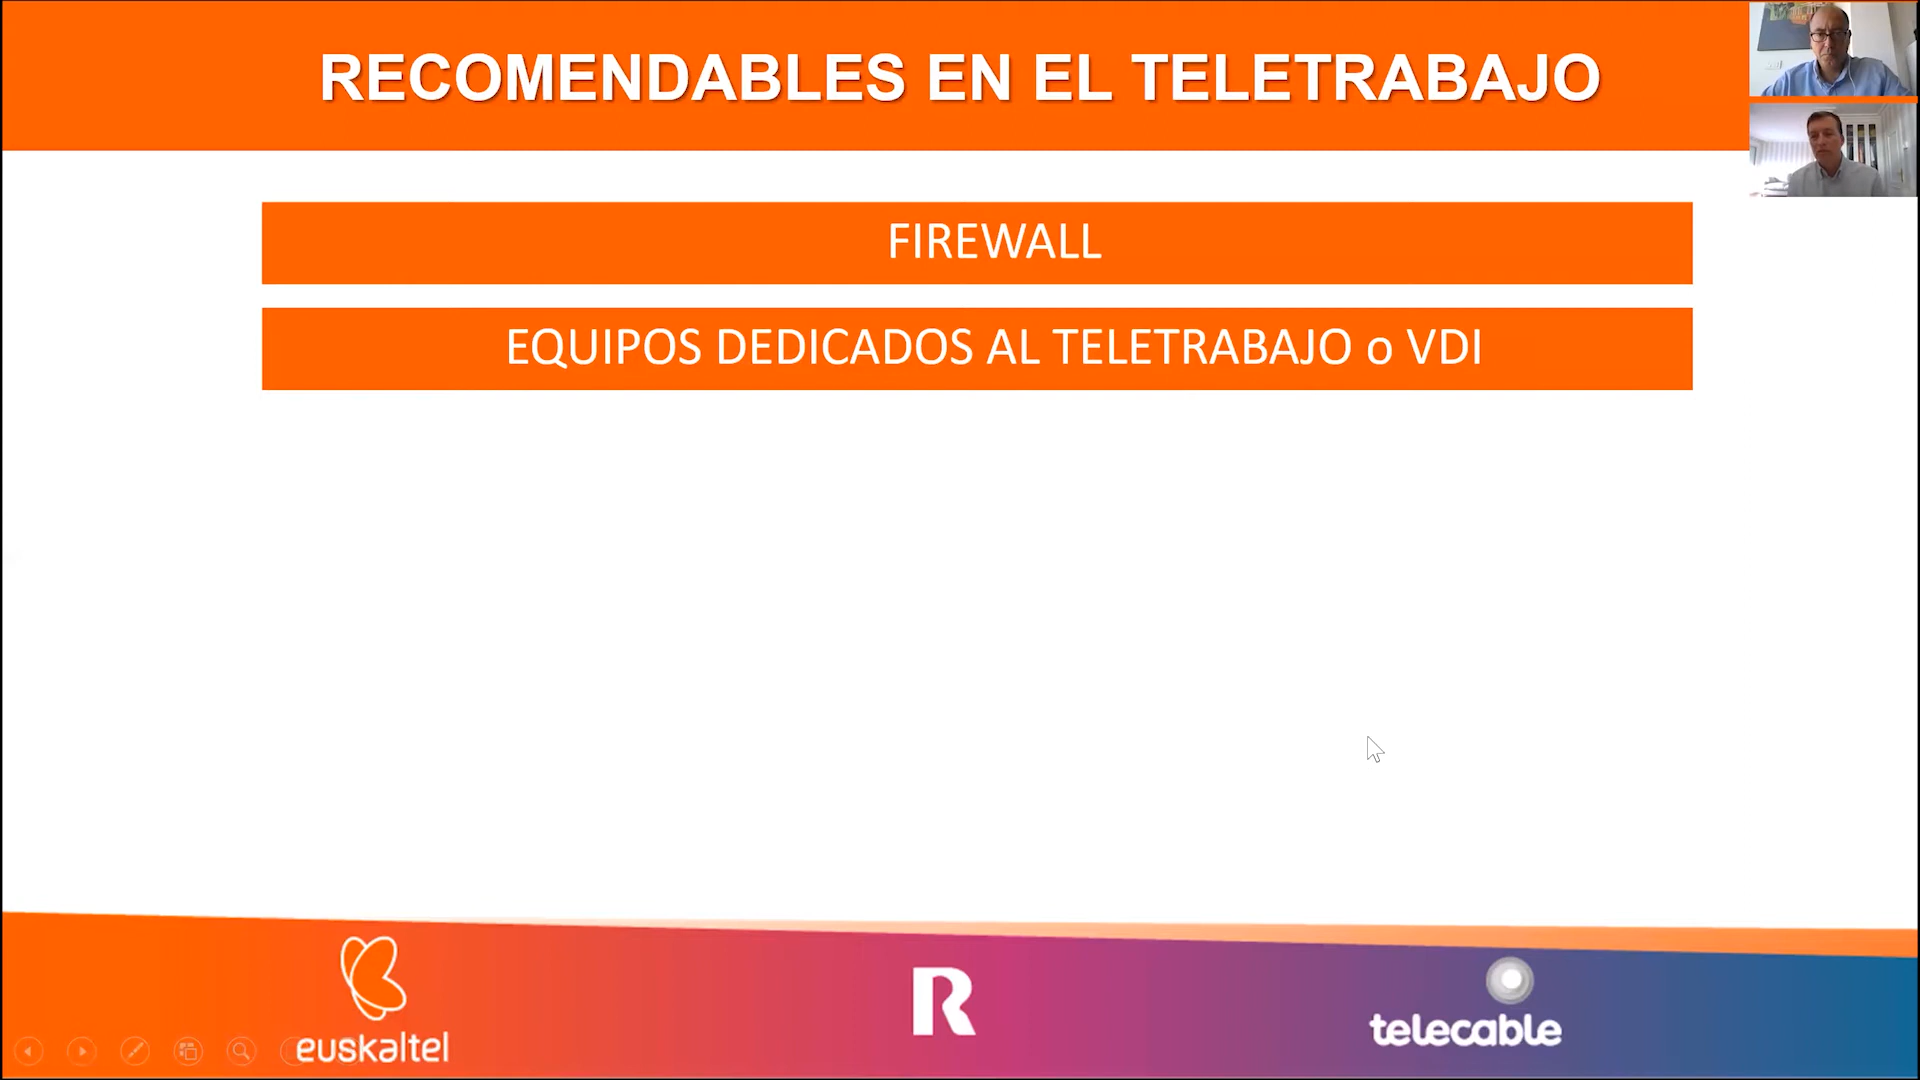 RECOMENDABLES EN EL TELETRABAJO
FIREWALL
EQUIPOS DEDICADOS AL TELETRABAJO o VDI
euskaltel
R
telecable